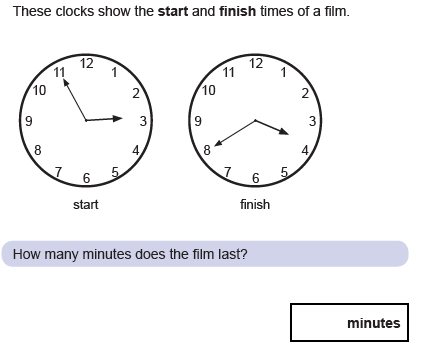 These clocks show the start and finish times of a film.
12
11 1
10 2
9 3
8 4
7 5
6
start
12
11 1
10 2
9 3
8 4
7 5
6
finish
How many minutes does the film last?
minutes